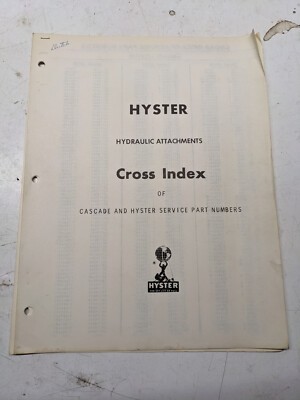 HYSTER
HYDRAULIC ATTACHMENTS
Cross Index
OF
CASCADE AND HYSTER SERVICE PART NUMBERS
HYSTER